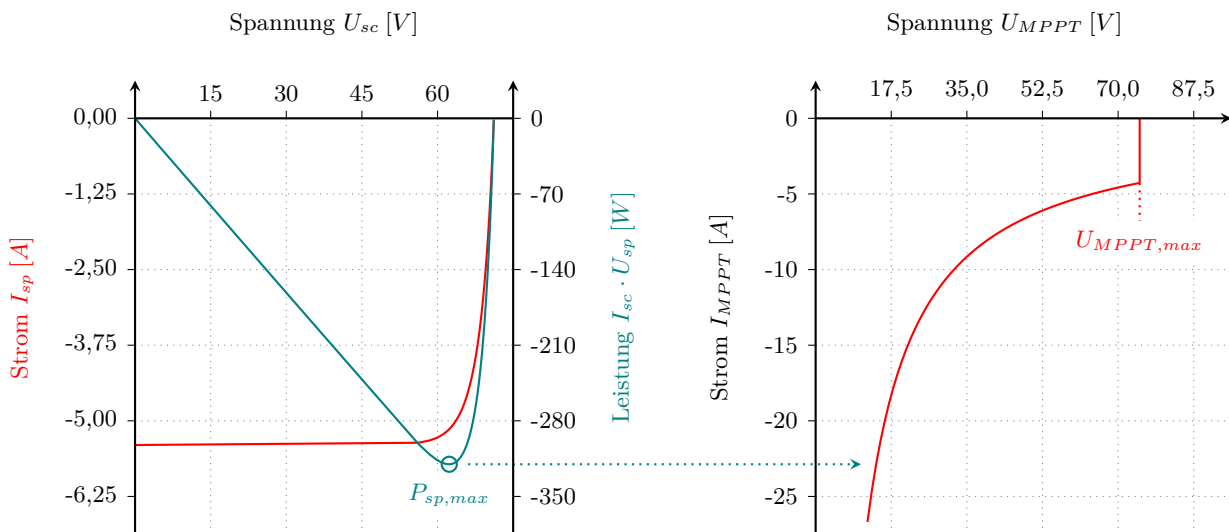 Spannung U_sc [V]
15 30 45 60
0,00
-1,25
-2,50
-3,75
-5,00
-6,25
Strom I_sp [A]
0
-70
-140
-210
-280
-350
Leistung I_sc · U_sp [W]
P_sp,max
Spannung U_MPPT [V]
17,5 35,0 52,5 70,0 87,5
0
-5
-10
-15
-20
-25
Strom I_MPPT [A]
U_MPPT,max